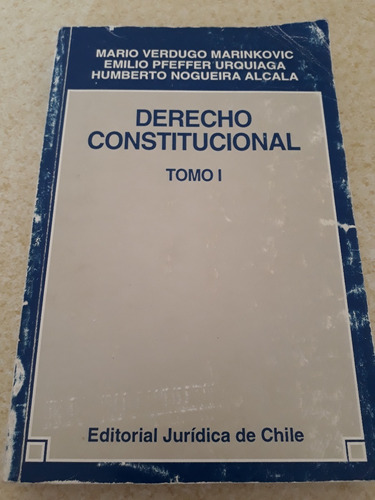 MARIO VERDUGO MARINKOVIC
EMILIO PFEFFER URQUIAGA
HUMBERTO NOGUEIRA ALCALA
DERECHO
CONSTITUCIONAL
TOMO I
Editorial Jurídica de Chile